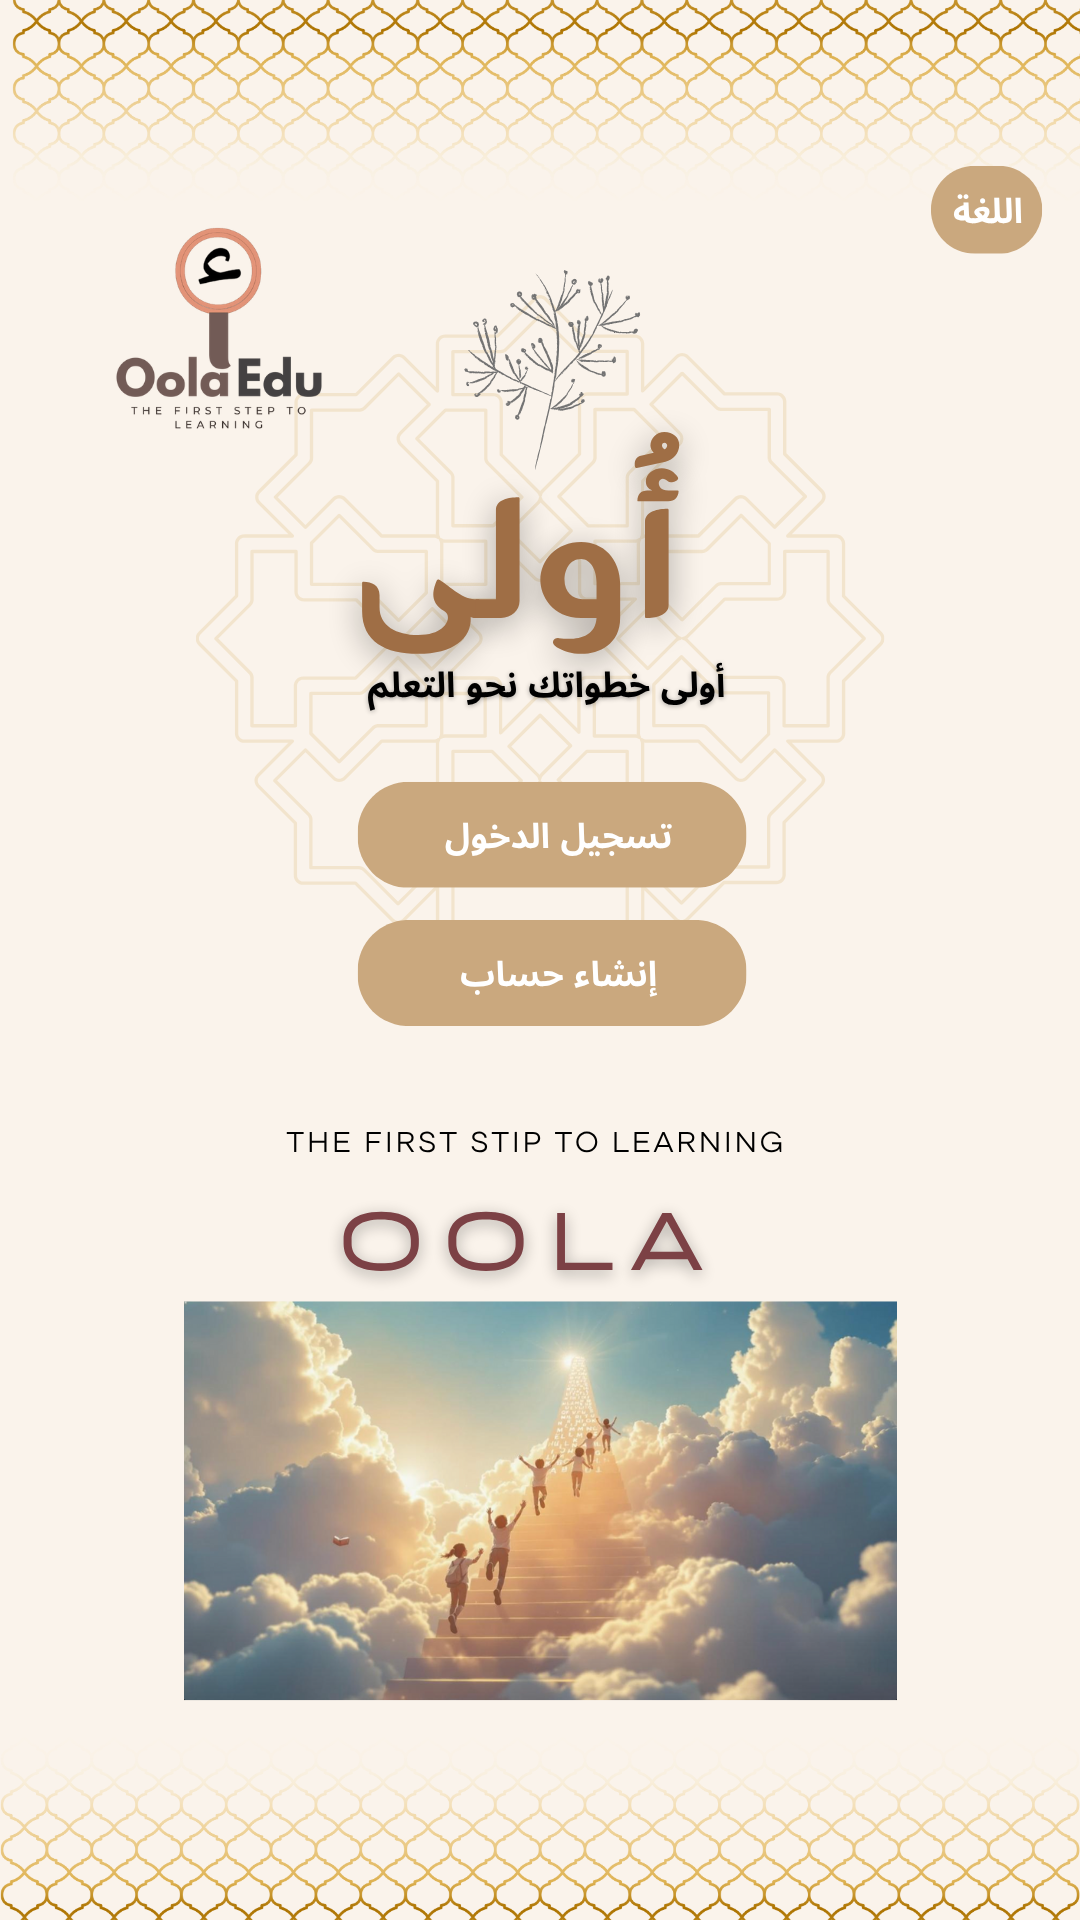 اللغة
ء
Oola Edu
THE FIRST STEP TO
LEARNING
أُولى
أولى خطواتك نحو التعلم
تسجيل الدخول
إنشاء حساب
THE FIRST STIP TO LEARNING
OOLA